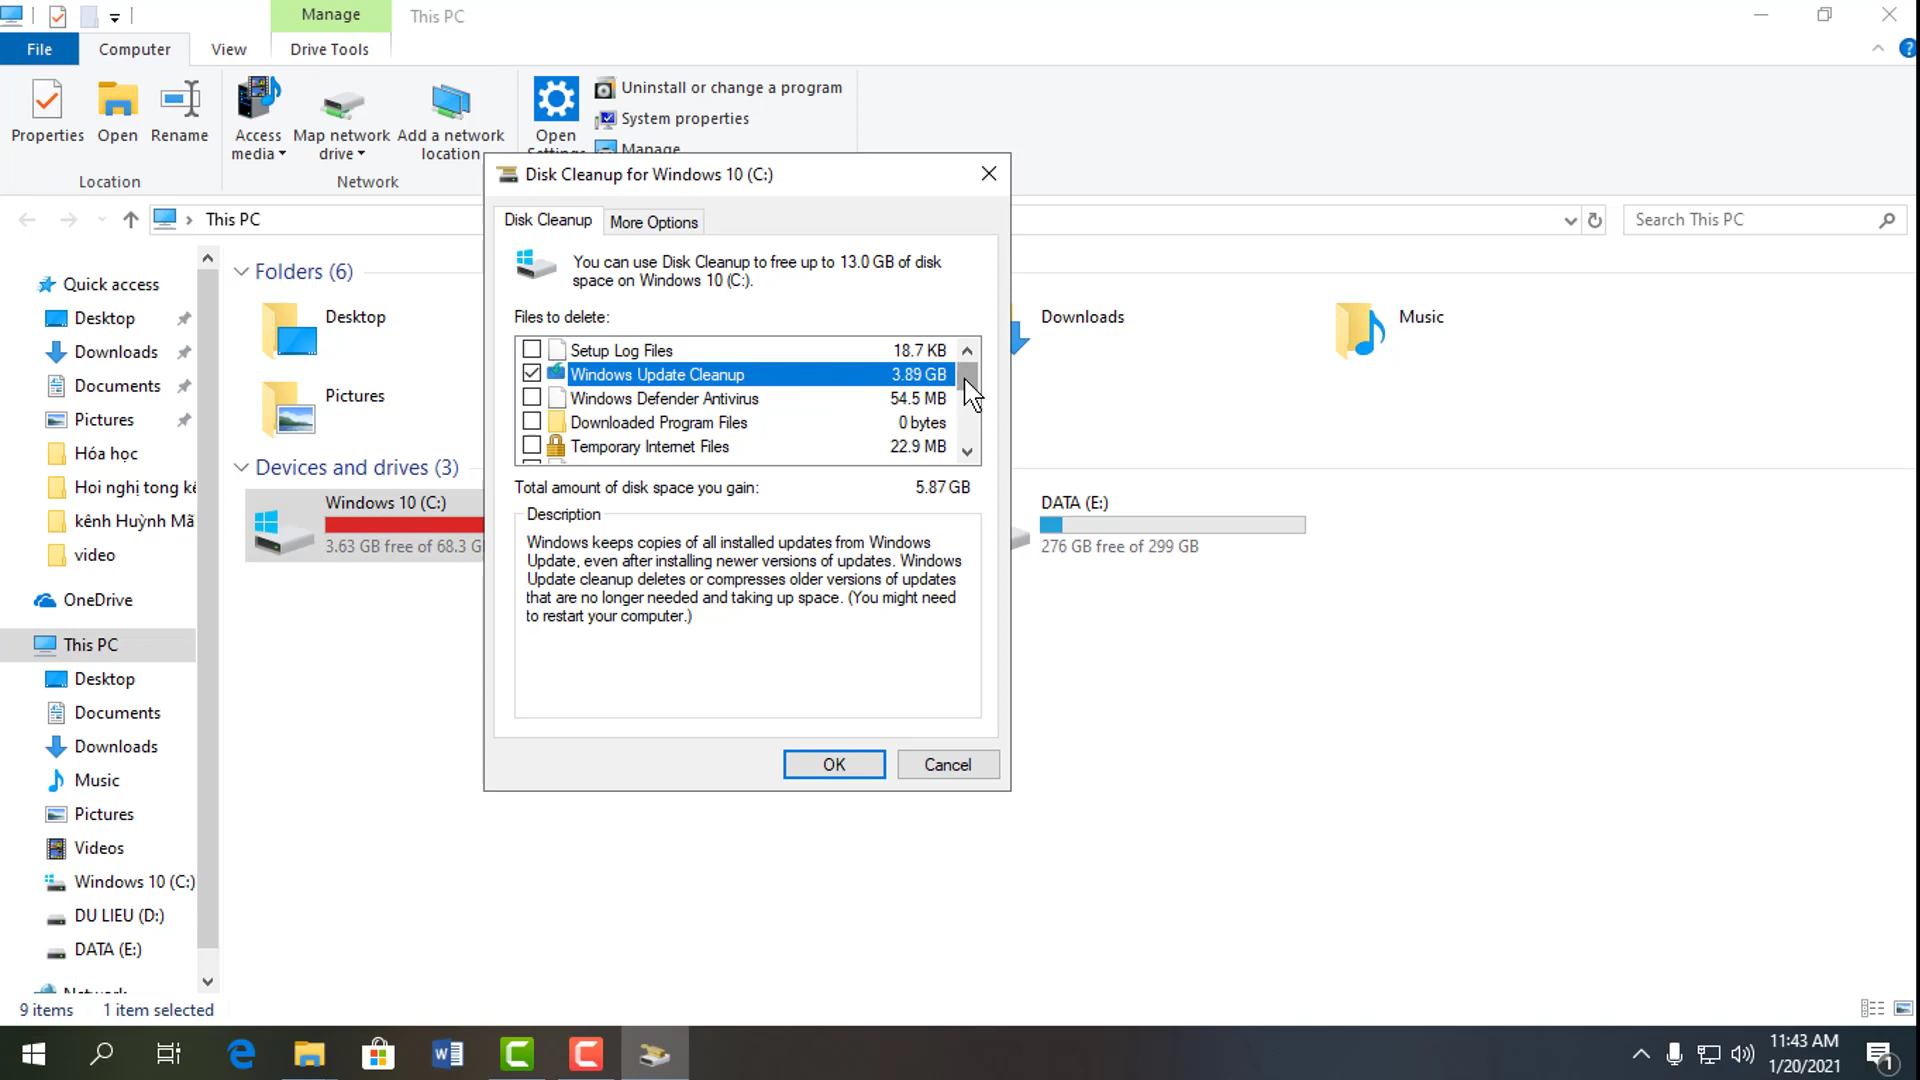 Manage
This PC
File
Computer
View
Drive Tools
Properties
Open
Rename
Access
media
Map network
drive
Add a network
location
Open
Uninstall or change a program
System properties
Manage
Location
Network
This PC
Search This PC
Quick access
Desktop
Downloads
Documents
Pictures
Hóa học
Hoi nghị tong kê
kênh Huỳnh Mã
video
OneDrive
This PC
Desktop
Documents
Downloads
Music
Pictures
Videos
Windows 10 (C:)
DU LIEU (D:)
DATA (E:)
Network
Folders (6)
Desktop
Downloads
Music
Pictures
Devices and drives (3)
Windows 10 (C:)
3.63 GB free of 68.3 G
DATA (E:)
276 GB free of 299 GB
Disk Cleanup for Windows 10 (C:)
Disk Cleanup
More Options
You can use Disk Cleanup to free up to 13.0 GB of disk
space on Windows 10 (C:).
Files to delete:
Setup Log Files 18.7 KB
Windows Update Cleanup 3.89 GB
Windows Defender Antivirus 54.5 MB
Downloaded Program Files 0 bytes
Temporary Internet Files 22.9 MB
Total amount of disk space you gain: 5.87 GB
Description
Windows keeps copies of all installed updates from Windows
Update, even after installing newer versions of updates. Windows
Update cleanup deletes or compresses older versions of updates
that are no longer needed and taking up space. (You might need
to restart your computer.)
OK
Cancel
9 items
1 item selected
11:43 AM
1/20/2021
1